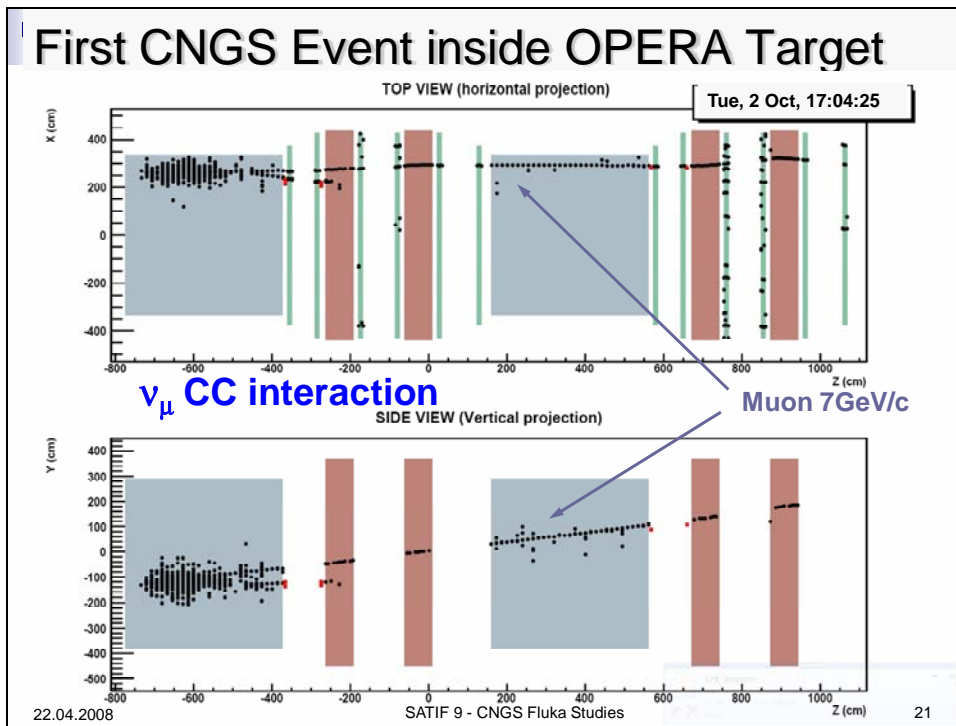 First CNGS Event inside OPERA Target
TOP VIEW (horizontal projection)
Tue, 2 Oct, 17:04:25
X (cm)
400
200
0
-200
-400
-800 -600 -400 -200 0 200 400 600 800 1000
Z (cm)
νμ CC interaction
Muon 7GeV/c
SIDE VIEW (Vertical projection)
Y (cm)
400
300
200
100
0
-100
-200
-300
-400
-500
-800 -600 -400 -200 0 200 400 600 800 1000
Z (cm)
22.04.2008
SATIF 9 - CNGS Fluka Studies
21